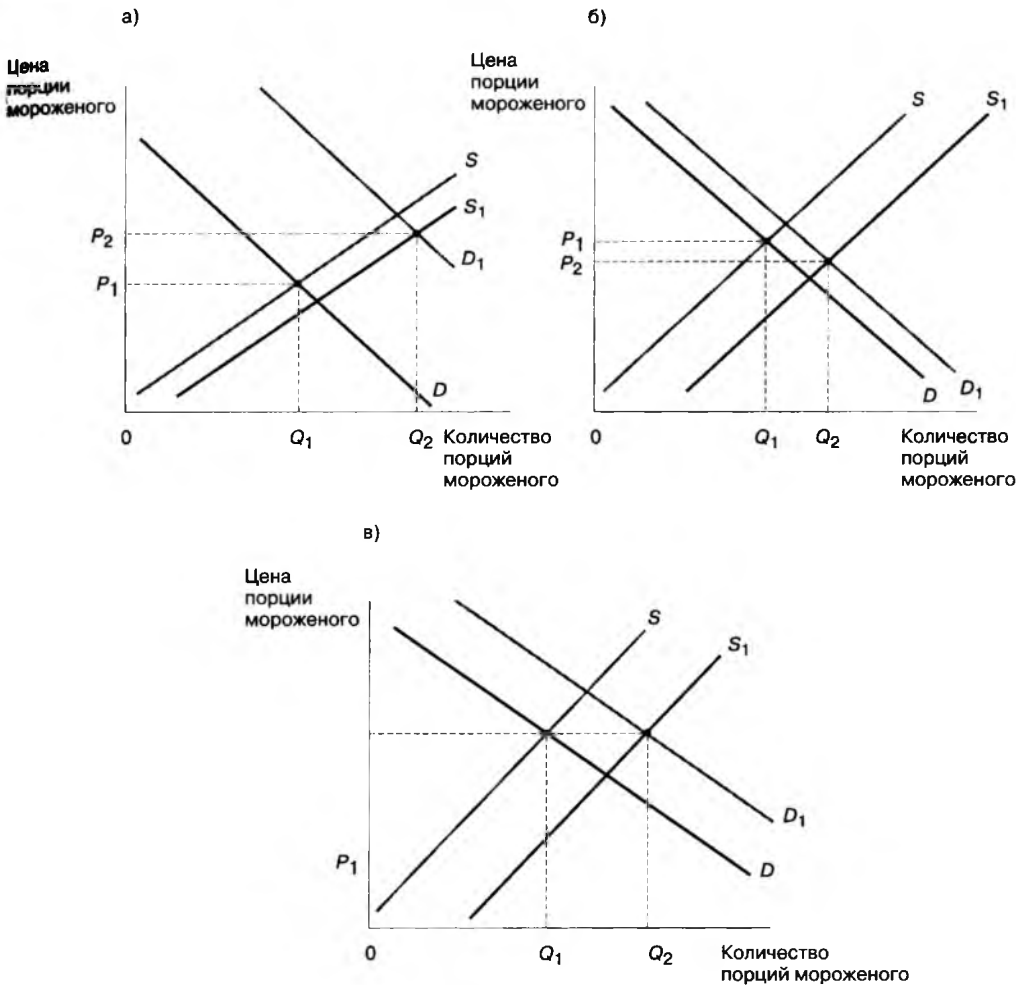 а)
Цена
порции
мороженого
S
S1
P2
D1
P1
D
0
Q1
Q2
Количество
порций
мороженого
б)
Цена
порции
мороженого
S
S1
P1
P2
D
D1
0
Q1
Q2
Количество
порций
мороженого
в)
Цена
порции
мороженого
S
S1
D1
P1
D
0
Q1
Q2
Количество
порций мороженого